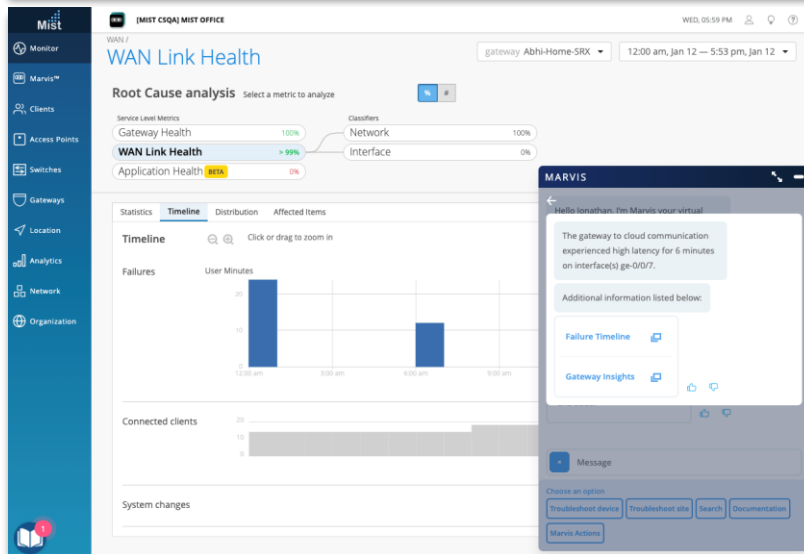 Mist
[MIST CSQA] MIST OFFICE
WED, 05:59 PM
Monitor
Marvis™
Clients
Access Points
Switches
Gateways
Location
Analytics
Network
Organization
1
WAN /
WAN Link Health
gateway Abhi-Home-SRX
12:00 am, Jan 12 — 5:53 pm, Jan 12
Root Cause analysis Select a metric to analyze
% #
Service Level Metrics
Classifiers
Gateway Health 100%
Network 100%
WAN Link Health > 99%
Interface 0%
Application Health BETA 0%
Statistics Timeline Distribution Affected Items
Timeline
Click or drag to zoom in
Failures
User Minutes
20
10
0
12:00 am 3:00 am 6:00 am 9:00 am
Connected clients
20
10
0
System changes
MARVIS
Hello Jonathan, I'm Marvis your virtual
The gateway to cloud communication
experienced high latency for 6 minutes
on interface(s) ge-0/0/7.
Additional information listed below:
Failure Timeline
Gateway Insights
Message
Choose an option
Troubleshoot device
Troubleshoot site
Search
Documentation
Marvis Actions